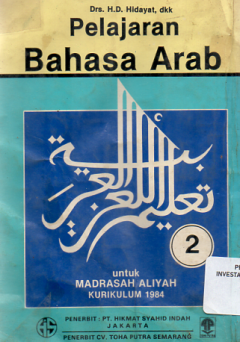 Drs. H.D. Hidayat, dkk
Pelajaran
Bahasa Arab
تعليم اللغة العربية
2
untuk
MADRASAH ALIYAH
KURIKULUM 1984
PENERBIT : PT. HIKMAT SYAHID INDAH
JAKARTA
PENERBIT CV. TOHA PUTRA SEMARANG
INVESTA